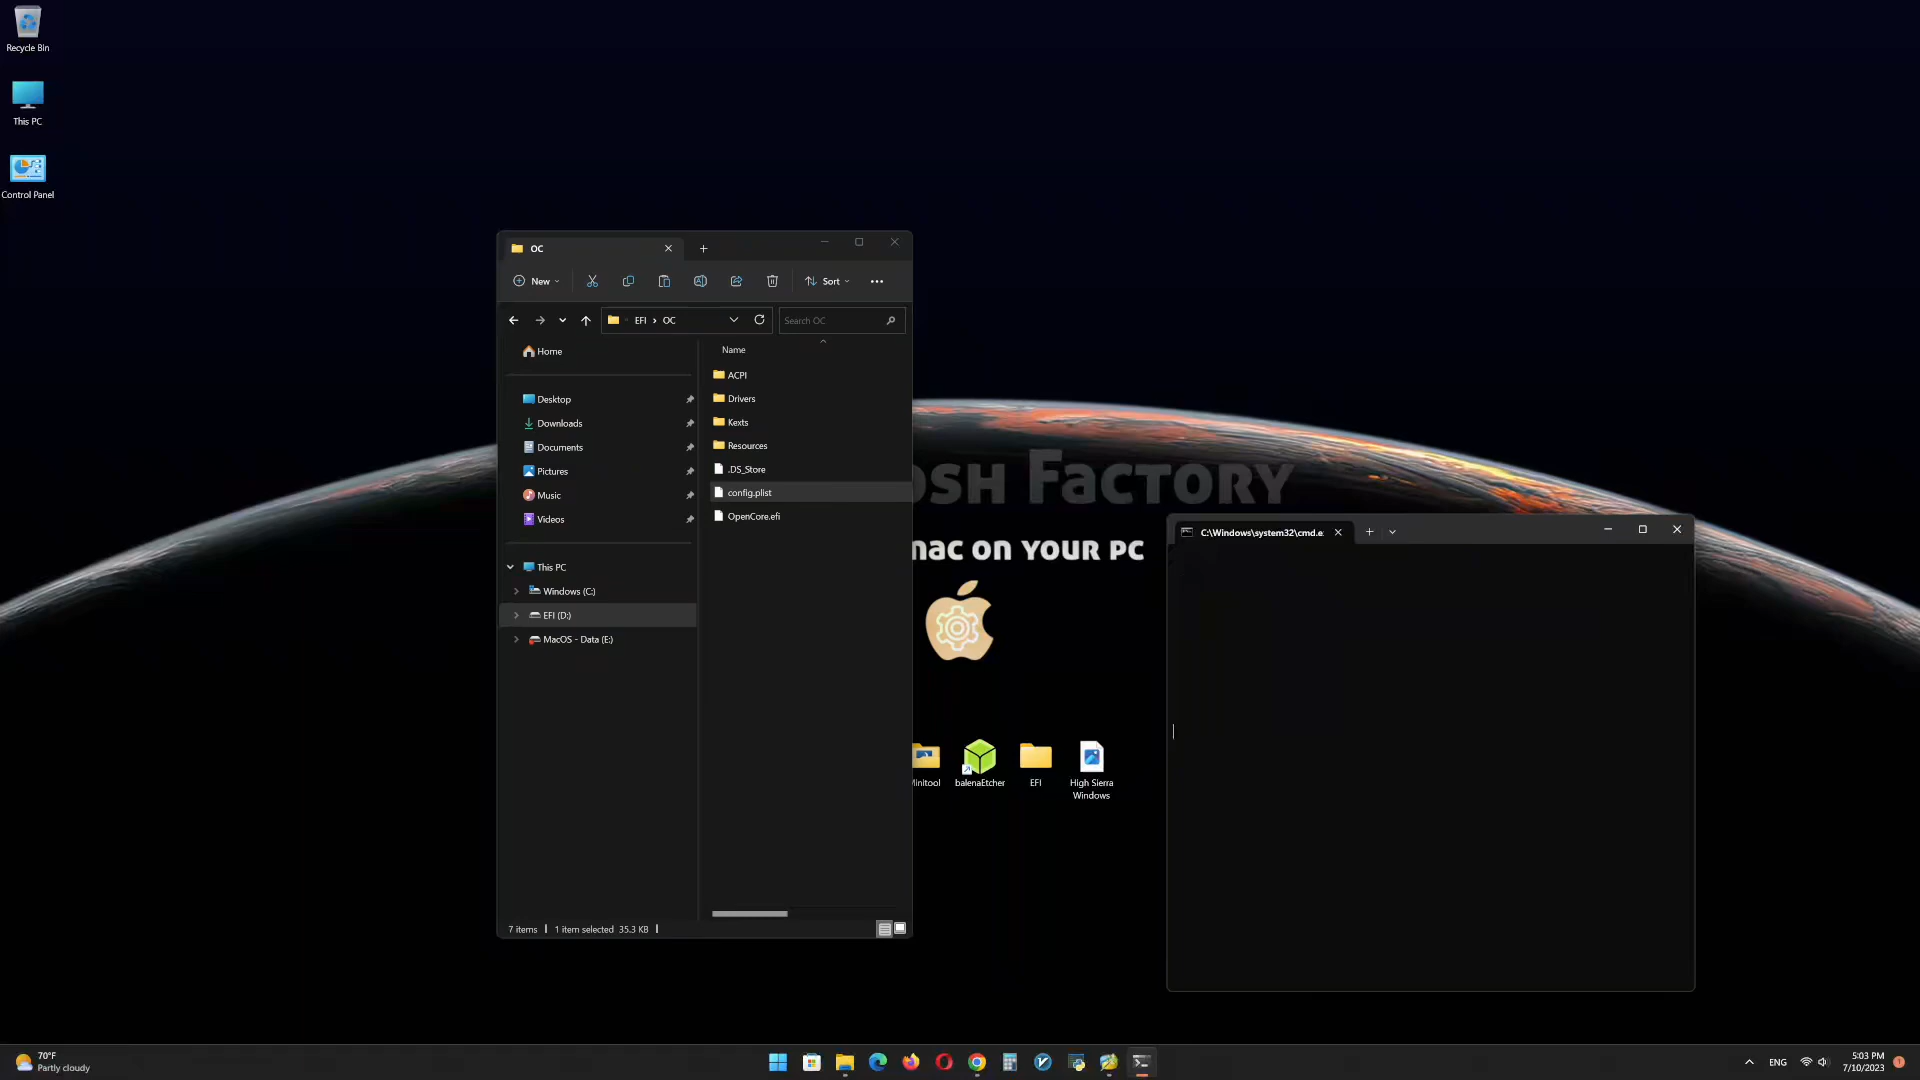 Recycle Bin
This PC
Control Panel
OC
New
Sort
EFI › OC
Search OC
Home
Desktop
Downloads
Documents
Pictures
Music
Videos
This PC
Windows (C:)
EFI (D:)
MacOS - Data (E:)
Name
ACPI
Drivers
Kexts
Resources
.DS_Store
config.plist
OpenCore.efi
7 items
1 item selected 35.3 KB
Factory
on your pc
C:\Windows\system32\cmd.e
balenaEtcher
EFI
High Sierra
Windows
70°F
Partly cloudy
ENG
5:03 PM
7/10/2023